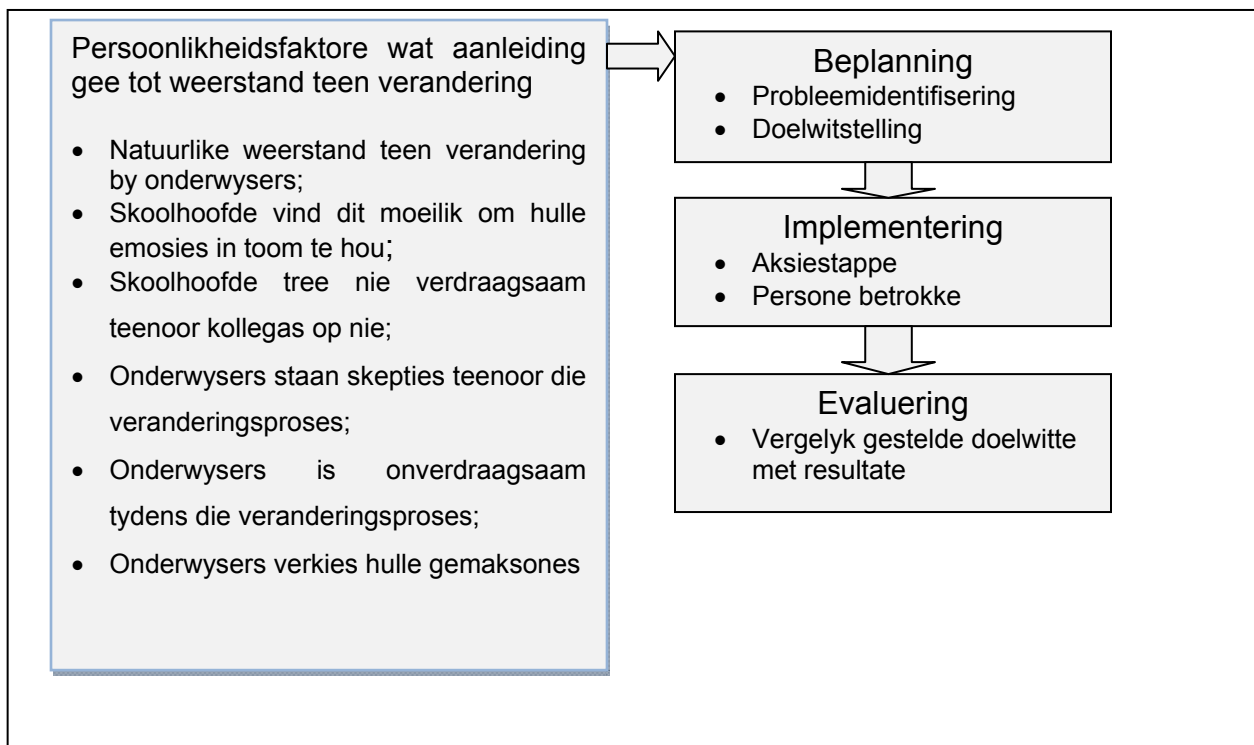 Persoonlikheidsfaktore wat aanleiding
gee tot weerstand teen verandering
• Natuurlike weerstand teen verandering
by onderwysers;
• Skoolhoofde vind dit moeilik om hulle
emosies in toom te hou;
• Skoolhoofde tree nie verdraagsaam
teenoor kollegas op nie;
• Onderwysers staan skepties teenoor die
veranderingsproses;
• Onderwysers is onverdraagsaam
tydens die veranderingsproses;
• Onderwysers verkies hulle gemaksones
Beplanning
• Probleemidentifisering
• Doelwitstelling
Implementering
• Aksiestappe
• Persone betrokke
Evaluering
• Vergelyk gestelde doelwitte
met resultate